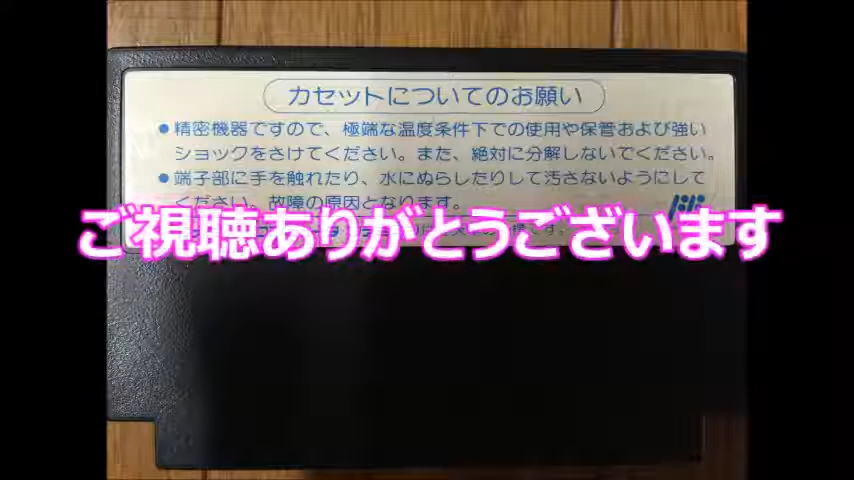 カセットについてのお願い
●精密機器ですので、極端な温度条件下での使用や保管および強い
ショックをさけてください。また、絶対に分解しないでください。
●端子部に手を触れたり、水にぬらしたりして汚さないようにして
ください。故障の原因となります。
ご視聴ありがとうございます